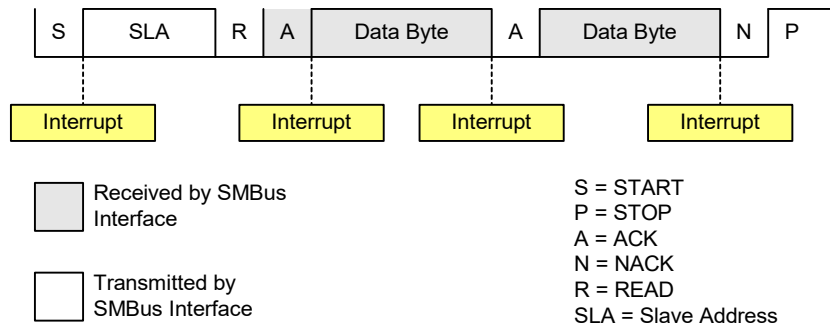 S SLA R A Data Byte A Data Byte N P
Interrupt Interrupt Interrupt Interrupt
Received by SMBus
Interface
Transmitted by
SMBus Interface
S = START
P = STOP
A = ACK
N = NACK
R = READ
SLA = Slave Address